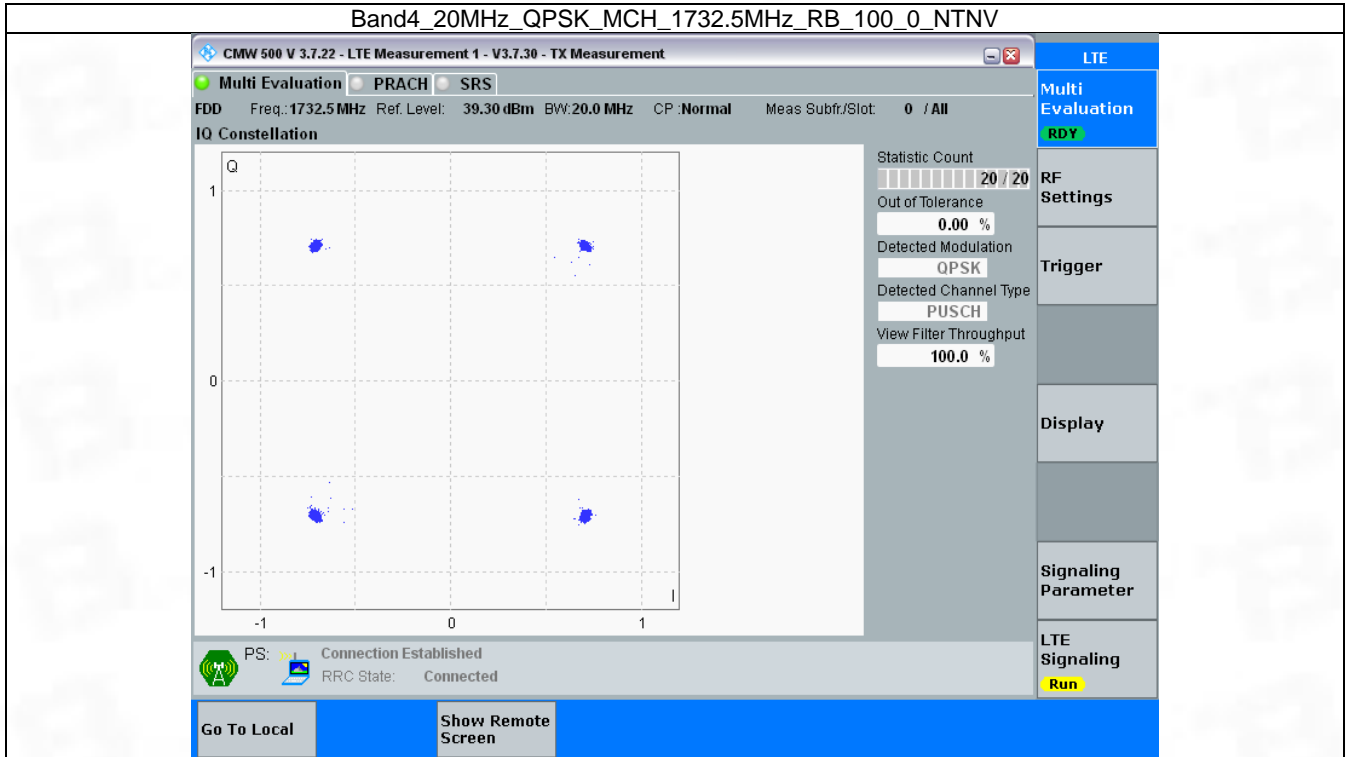 Band4_20MHz_QPSK_MCH_1732.5MHz_RB_100_0_NTNV
CMW 500 V 3.7.22 - LTE Measurement 1 - V3.7.30 - TX Measurement
LTE
Multi Evaluation PRACH SRS
FDD Freq.: 1732.5 MHz Ref. Level: 39.30 dBm BW: 20.0 MHz CP : Normal Meas Subfr./Slot: 0 / All
IQ Constellation
Q
1
0
-1
I
-1 0 1
Statistic Count
20 / 20
Out of Tolerance
0.00 %
Detected Modulation
QPSK
Detected Channel Type
PUSCH
View Filter Throughput
100.0 %
Multi
Evaluation
RDY
RF
Settings
Trigger
Display
Signaling
Parameter
LTE
Signaling
Run
PS: Connection Established
RRC State: Connected
Go To Local
Show Remote
Screen